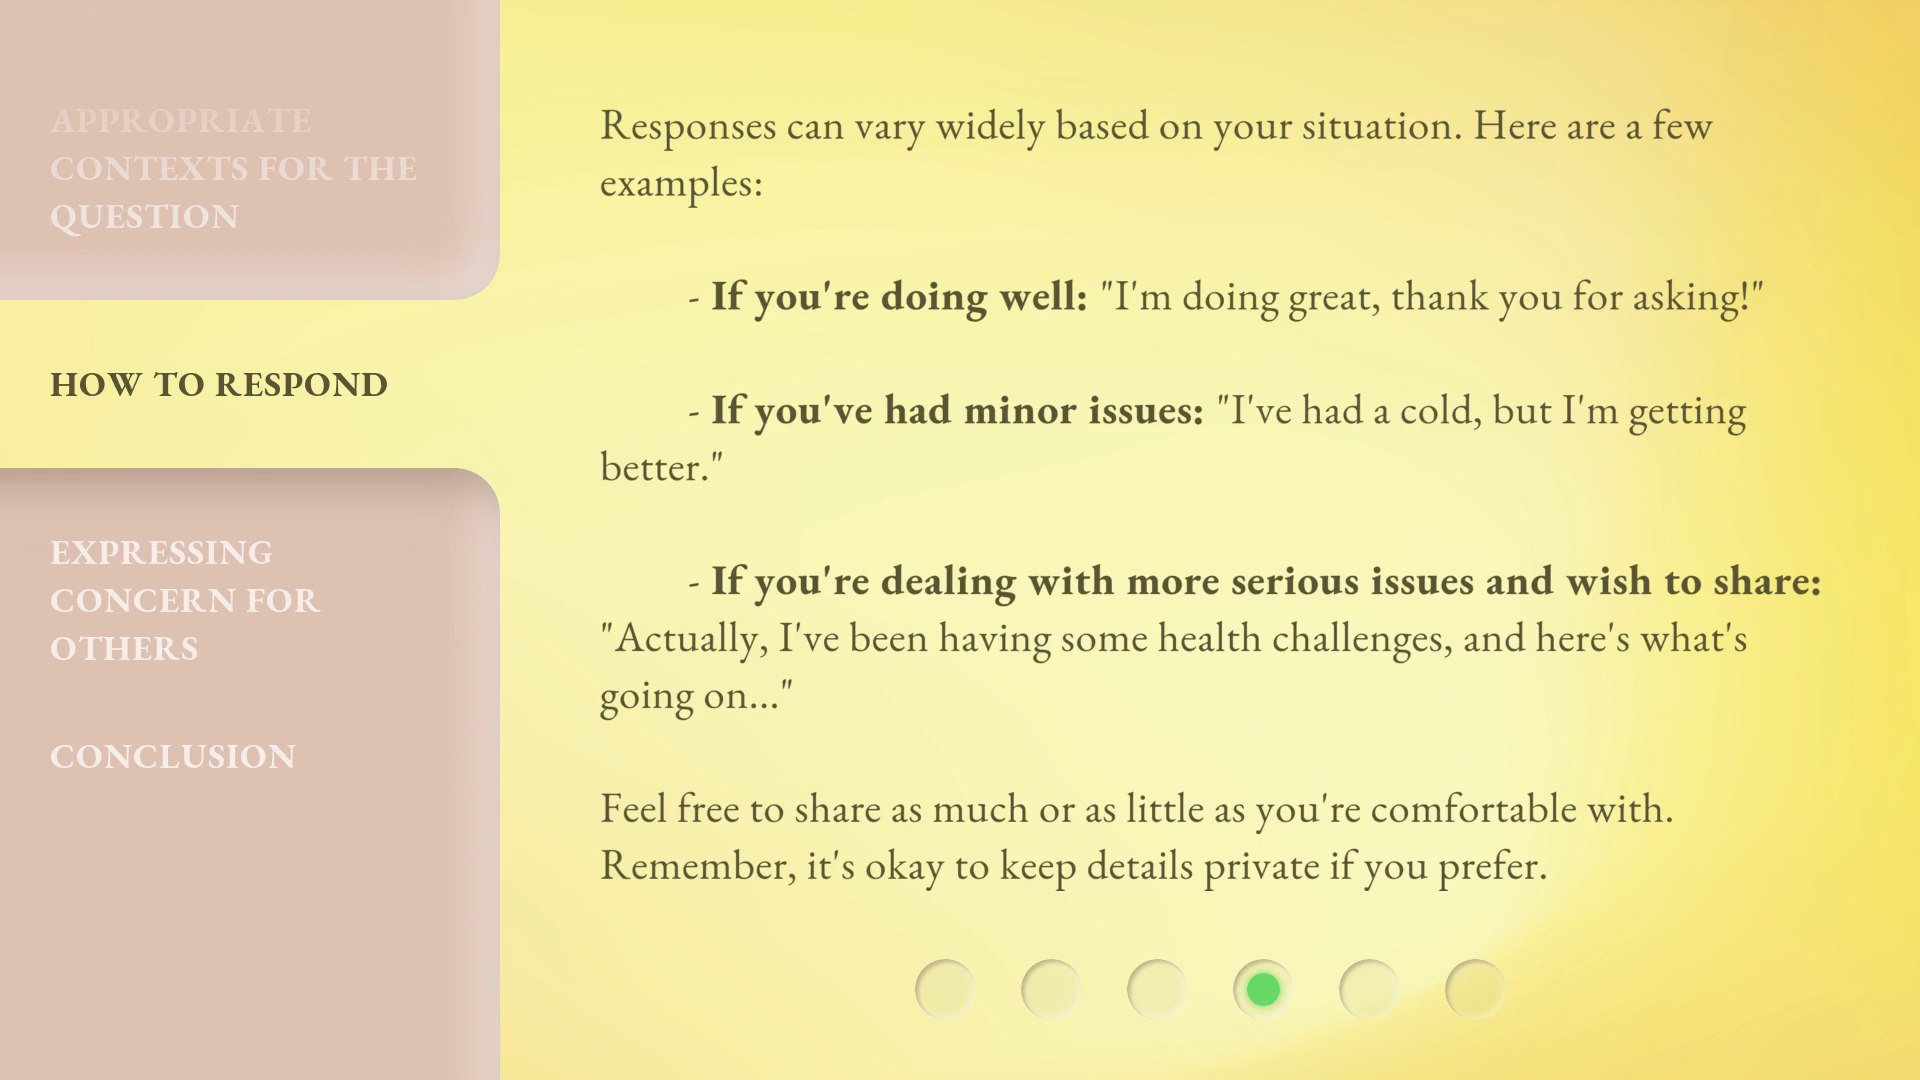 APPROPRIATE
CONTEXTS FOR THE
QUESTION
HOW TO RESPOND
EXPRESSING
CONCERN FOR
OTHERS
CONCLUSION
Responses can vary widely based on your situation. Here are a few
examples:
- If you're doing well: "I'm doing great, thank you for asking!"
- If you've had minor issues: "I've had a cold, but I'm getting
better."
- If you're dealing with more serious issues and wish to share:
"Actually, I've been having some health challenges, and here's what's
going on..."
Feel free to share as much or as little as you're comfortable with.
Remember, it's okay to keep details private if you prefer.